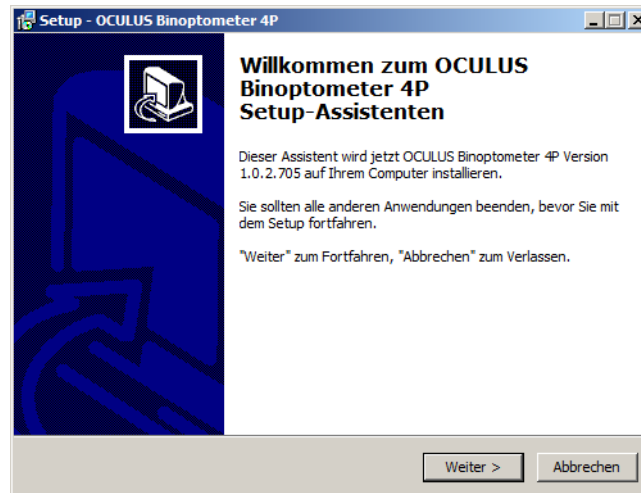 Setup - OCULUS Binoptometer 4P
Willkommen zum OCULUS
Binoptometer 4P
Setup-Assistenten
Dieser Assistent wird jetzt OCULUS Binoptometer 4P Version
1.0.2.705 auf Ihrem Computer installieren.
Sie sollten alle anderen Anwendungen beenden, bevor Sie mit
dem Setup fortfahren.
"Weiter" zum Fortfahren, "Abbrechen" zum Verlassen.
Weiter > Abbrechen